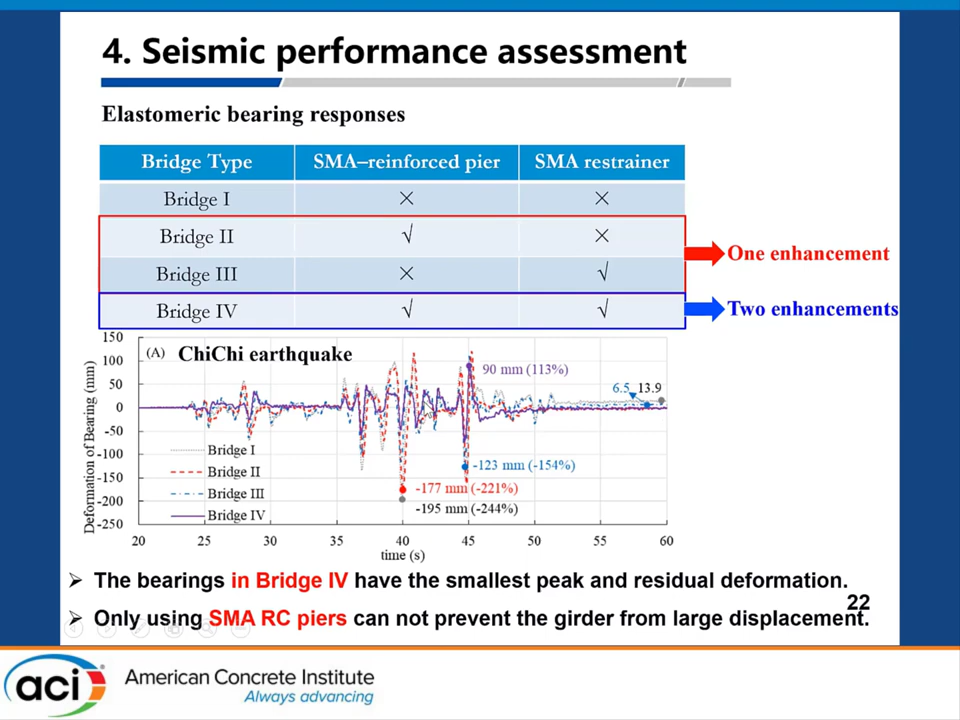 4. Seismic performance assessment
Elastomeric bearing responses
Bridge Type SMA–reinforced pier SMA restrainer
Bridge I × ×
Bridge II √ ×
Bridge III × √
Bridge IV √ √
One enhancement
Two enhancements
(A) ChiChi earthquake
Deformation of Bearing (mm)
150
100
50
0
-50
-100
-150
-200
-250
90 mm (113%)
6.5 13.9
-123 mm (-154%)
-177 mm (-221%)
-195 mm (-244%)
Bridge I
Bridge II
Bridge III
Bridge IV
20 25 30 35 40 45 50 55 60
time (s)
➢ The bearings in Bridge IV have the smallest peak and residual deformation.
22
➢ Only using SMA RC piers can not prevent the girder from large displacement.
aci American Concrete Institute
Always advancing